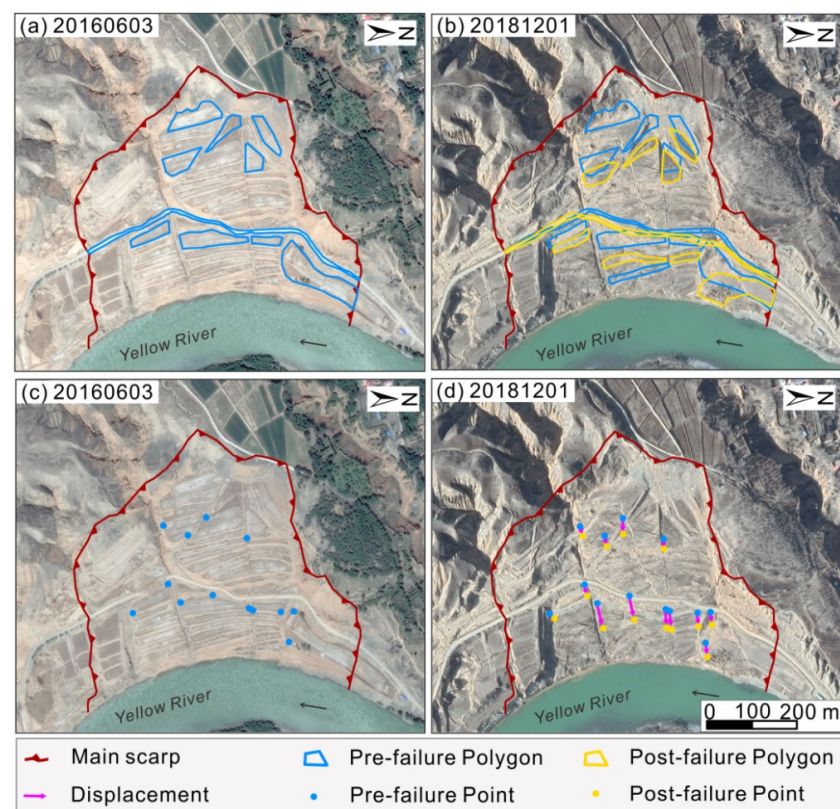 (a) 20160603
N
Yellow River
(b) 20181201
N
Yellow River
(c) 20160603
N
Yellow River
(d) 20181201
N
Yellow River
0 100 200 m
Main scarp
Pre-failure Polygon
Post-failure Polygon
Displacement
Pre-failure Point
Post-failure Point